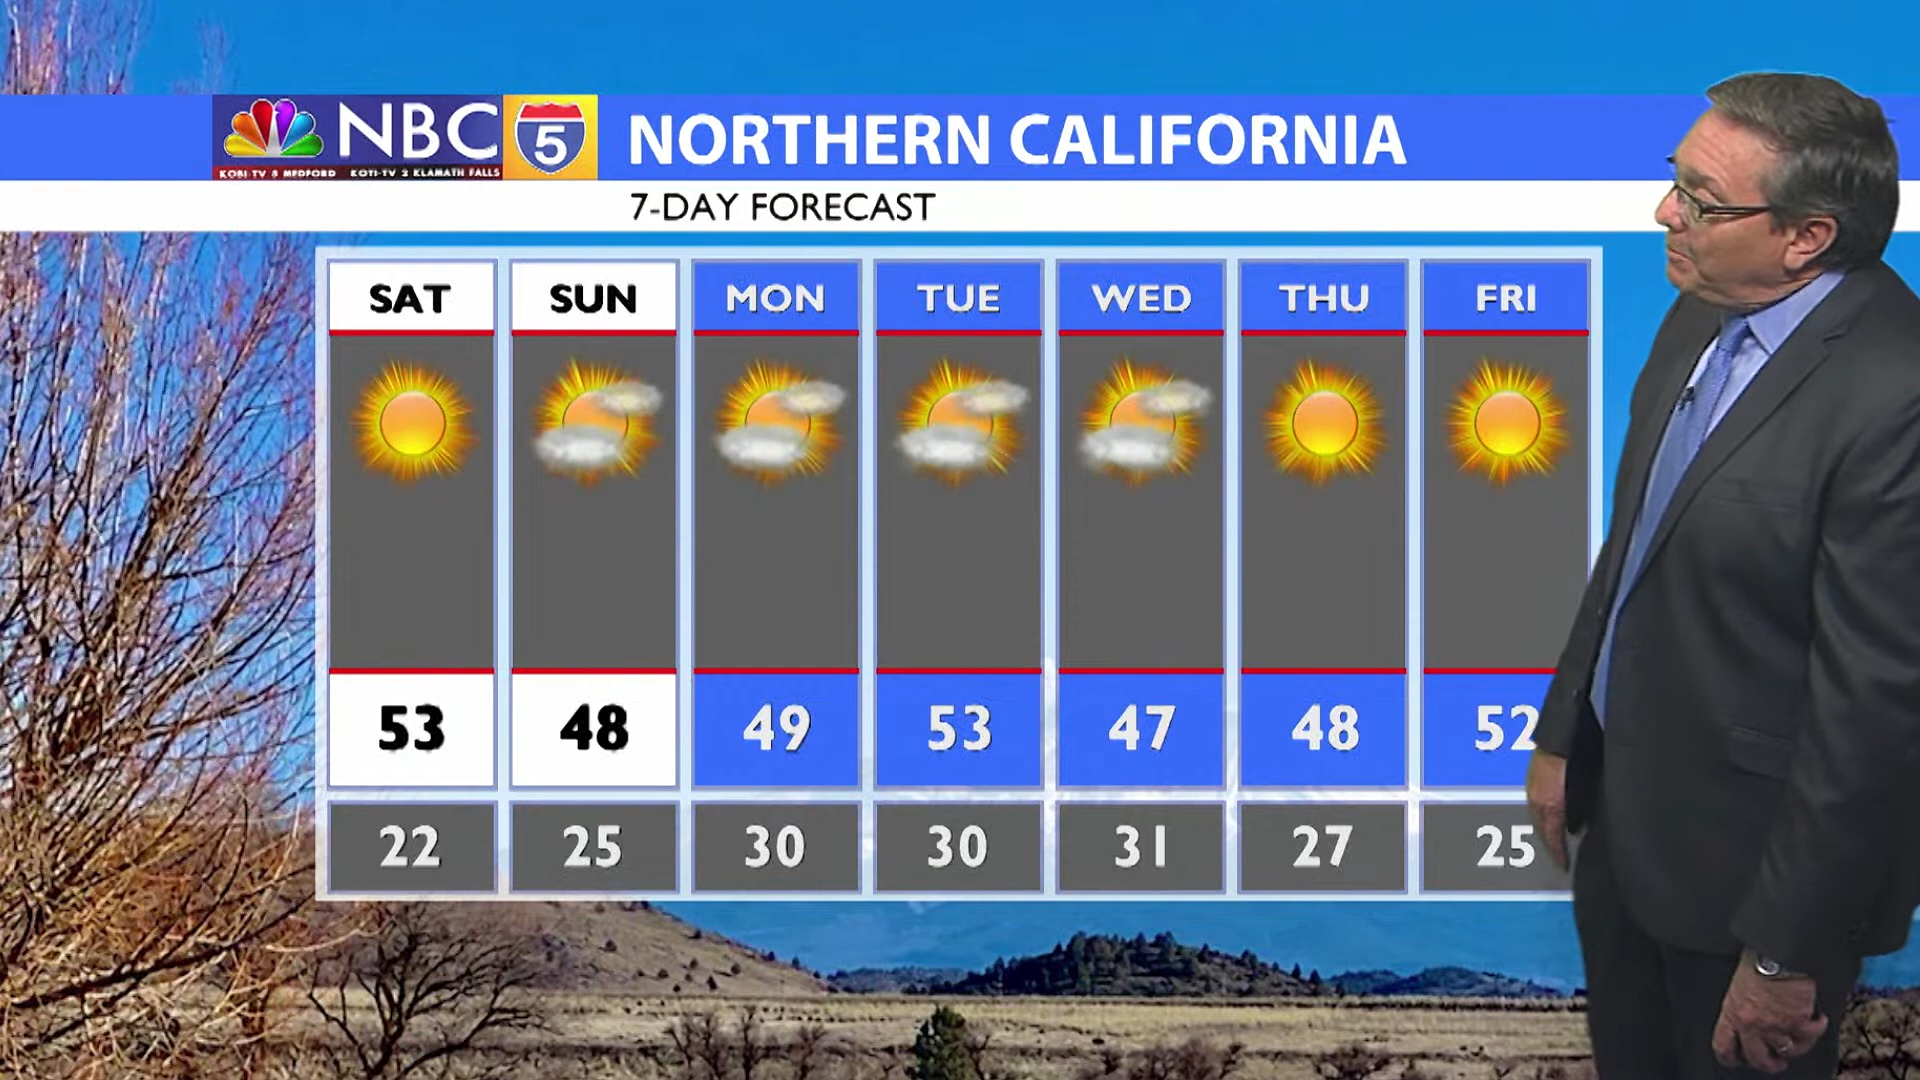 NBC 5
KOBI-TV 5 MEDFORD KOTI-TV 2 KLAMATH FALLS
NORTHERN CALIFORNIA
7-DAY FORECAST
SAT SUN MON TUE WED THU FRI
53 48 49 53 47 48 52
22 25 30 30 31 27 25